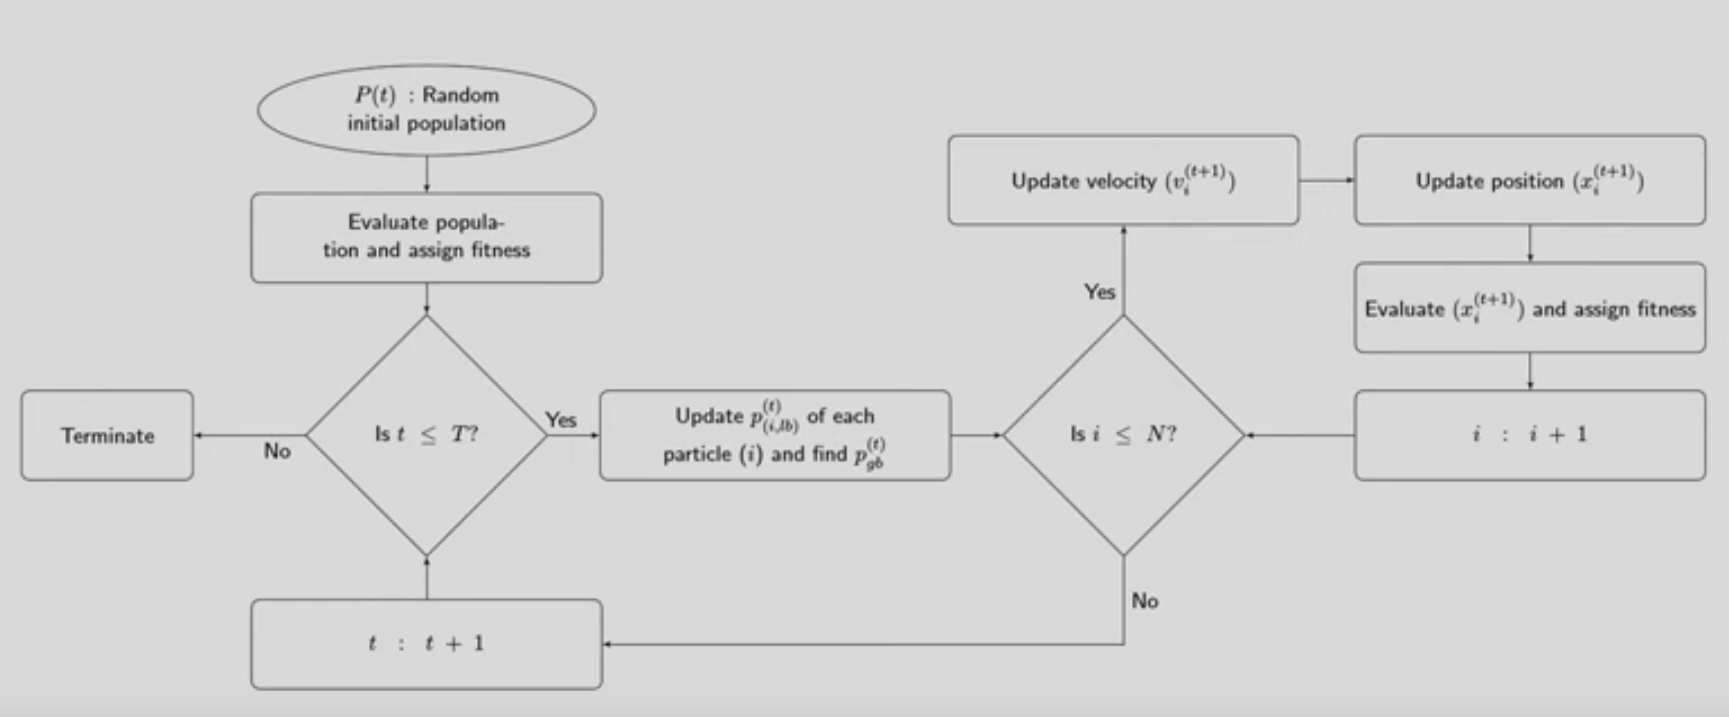 P(t) : Random
initial population
Evaluate popula-
tion and assign fitness
Is t ≤ T?
No
Terminate
Yes
Update p_{(i,lb)}^{(t)} of each
particle (i) and find p_{gb}^{(t)}
Is i ≤ N?
Yes
Update velocity (v_i^{(t+1)})
Update position (x_i^{(t+1)})
Evaluate (x_i^{(t+1)}) and assign fitness
i : i + 1
No
t : t + 1